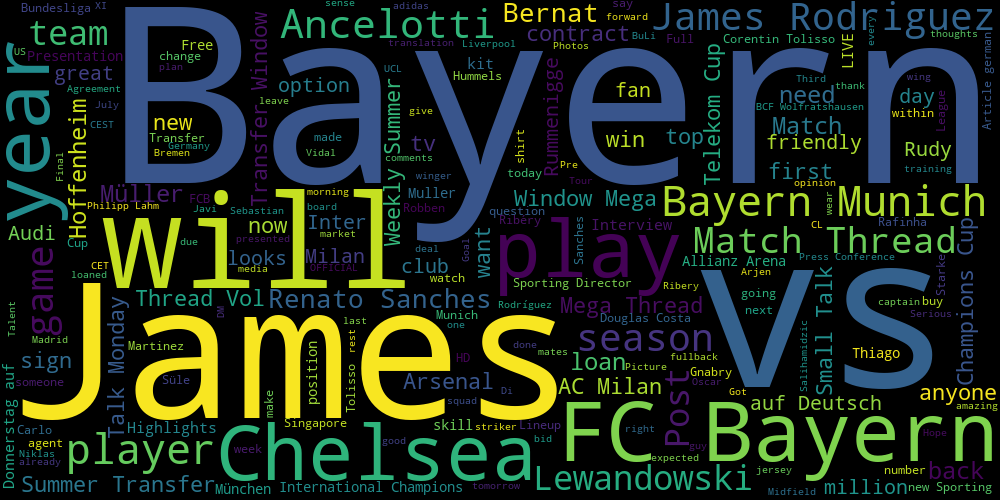 Bundesliga
XI
adidas
sense
Bernat
say
forward
James Rodriguez
team
Ancelotti
translation
Liverpool
contract
BuLi
Full
Corentin Tolisso
thoughts
every
US
Presentation
great
Bayern
Free
change
plan
Transfer Window
option
UCL
kit
Hummels
Photos
Rummenigge
Telekom Cup
LIVE
Third
thank
wing
League
Article german
year
Agreement
July
CEST
leave
new
Transfer
Bremen
Germany
made
Vidal
Summer
give
tv
comments
shirt
fan
win
top
need
Match
friendly
first
BCF Wolfratshausen
day
within
Rudy
training
Hoffenheim
Final
Philipp Lahm
Müller
FCB
Javi
Sebastian
morning
board
Weekly
Muller
winger
Robben
today
Pre
Tour
question
Window Mega
opinion
wear
Bayern Munich
CL
Rafinha
Audi
Cup
will
due
now
presented
Inter
market
Milan
OFFICIAL
looks
media
deal
club
watch
Want
Goal
Ribery
play
Sanches
Interview
Match Thread
Allianz Arena
Press Conference
Champions Cup
Starke
Sporting Director
Ribery
Arjen
captain
buy
Serious
game
loaned
CET
Thread Vol
Renato Sanches
Munich
one
Rodríguez
Mega Thread
Douglas Costa
going
next
vs
Small Talk
Salihamidzic
Talent
Madrid
Talk Monday
Martinez
DW
James
last
rest
HD
done
mates
season
fullback
Thiago
sign
someone
Süle
position
Tolisso
Arsenal
squad
Di
loan
Picture
Gnabry
Oscar
AC Milan
Got
anyone
amazing
Donnerstag auf
Carlo
agent
Niklas
already
player
Highlights
week
make
Singapore
Chelsea
good
skill
striker
Lineup
bid
FC Bayern
right
Post
guy
auf Deutsch
Hope
back
expected
Summer Transfer
München
International Champions
tomorrow
Lewandowski
jersey
Midfield
million
number
new Sporting